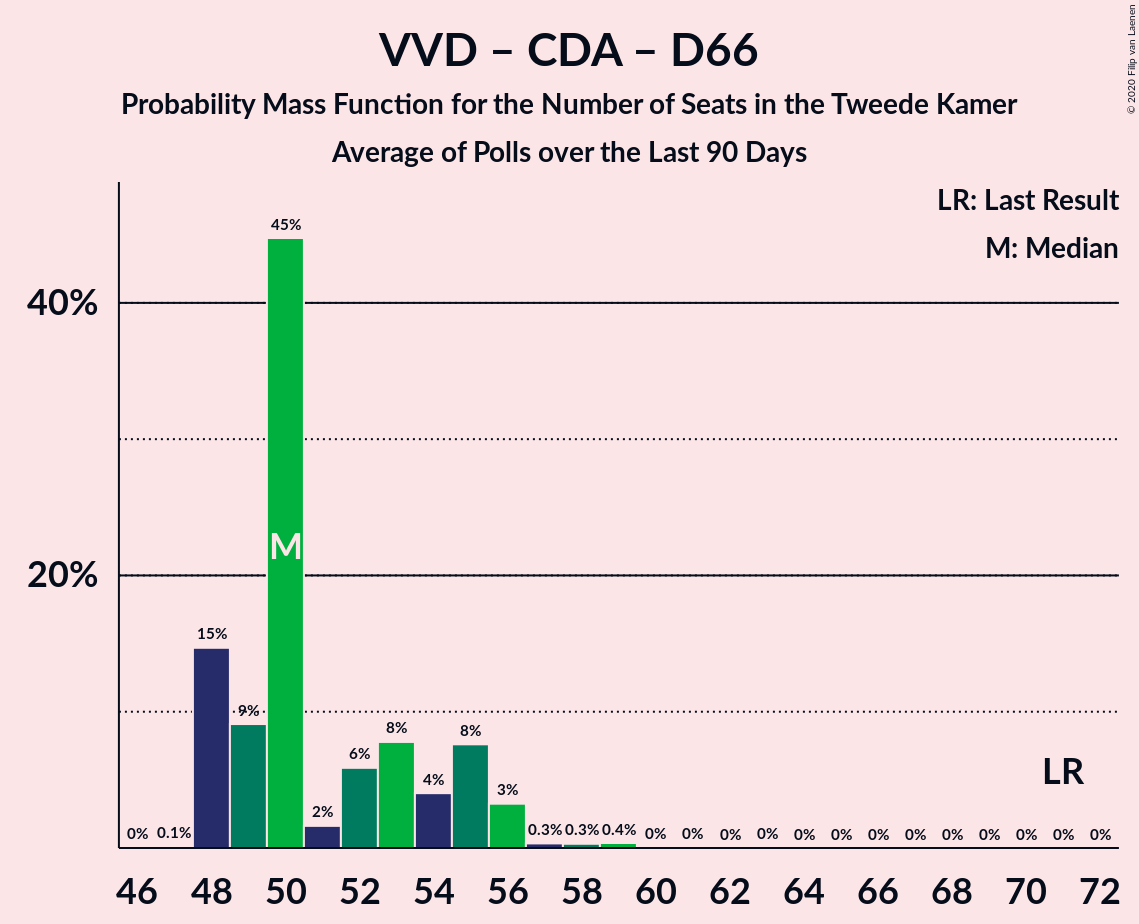 VVD – CDA – D66
Probability Mass Function for the Number of Seats in the Tweede Kamer
Average of Polls over the Last 90 Days
© 2020 Filip van Laenen
LR: Last Result
M: Median
40%
20%
0% 0.1% 15% 9% 45% 2% 6% 8% 4% 8% 3% 0.3% 0.3% 0.4% 0% 0% 0% 0% 0% 0% 0% 0% 0% 0% 0% 0% 0%
M
LR
46 48 50 52 54 56 58 60 62 64 66 68 70 72